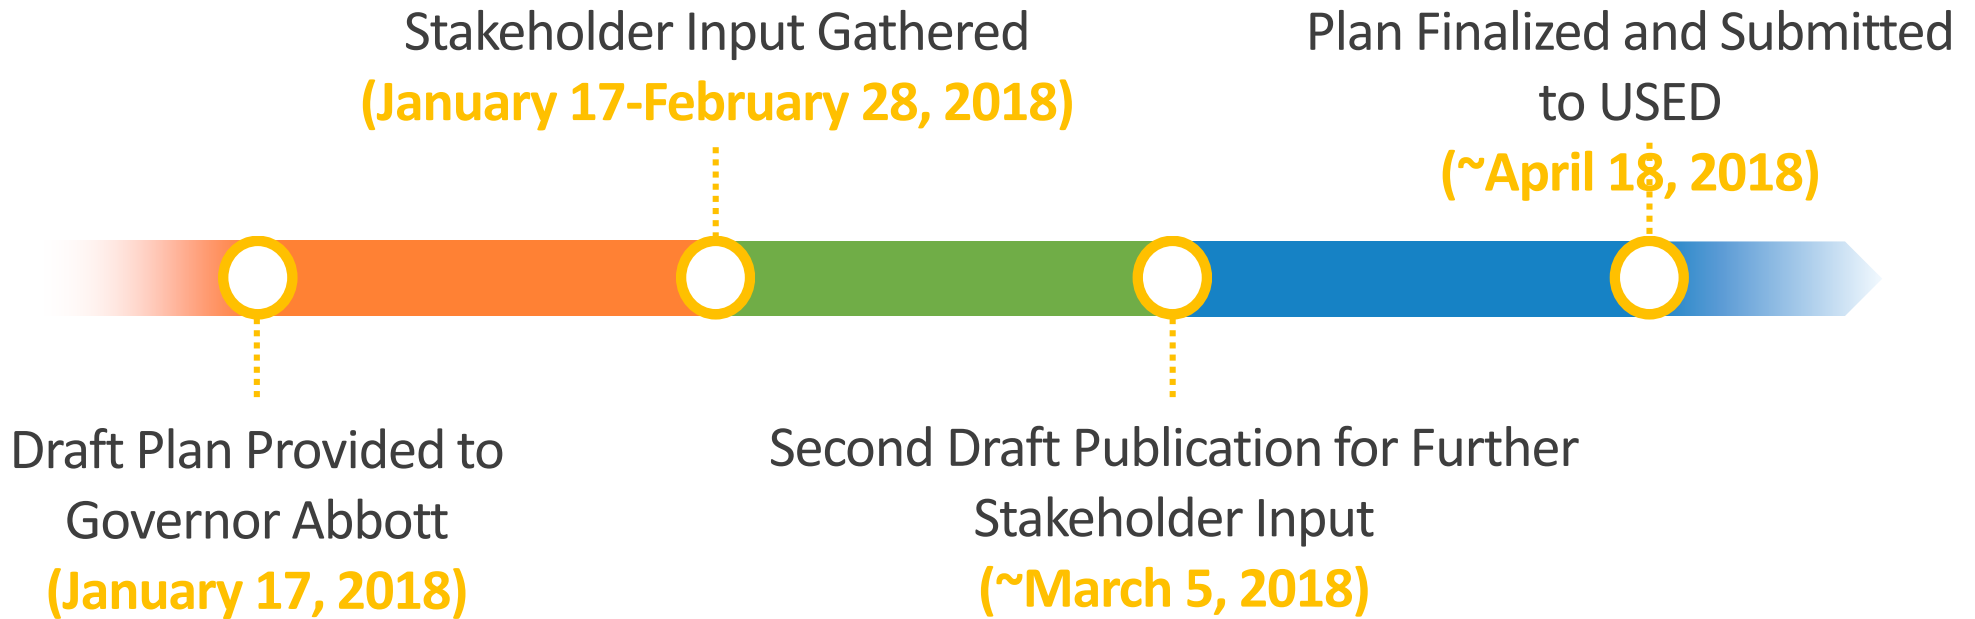 Stakeholder Input Gathered
(January 17-February 28, 2018)
Plan Finalized and Submitted
to USED
(~April 18, 2018)
Draft Plan Provided to
Governor Abbott
(January 17, 2018)
Second Draft Publication for Further
Stakeholder Input
(~March 5, 2018)